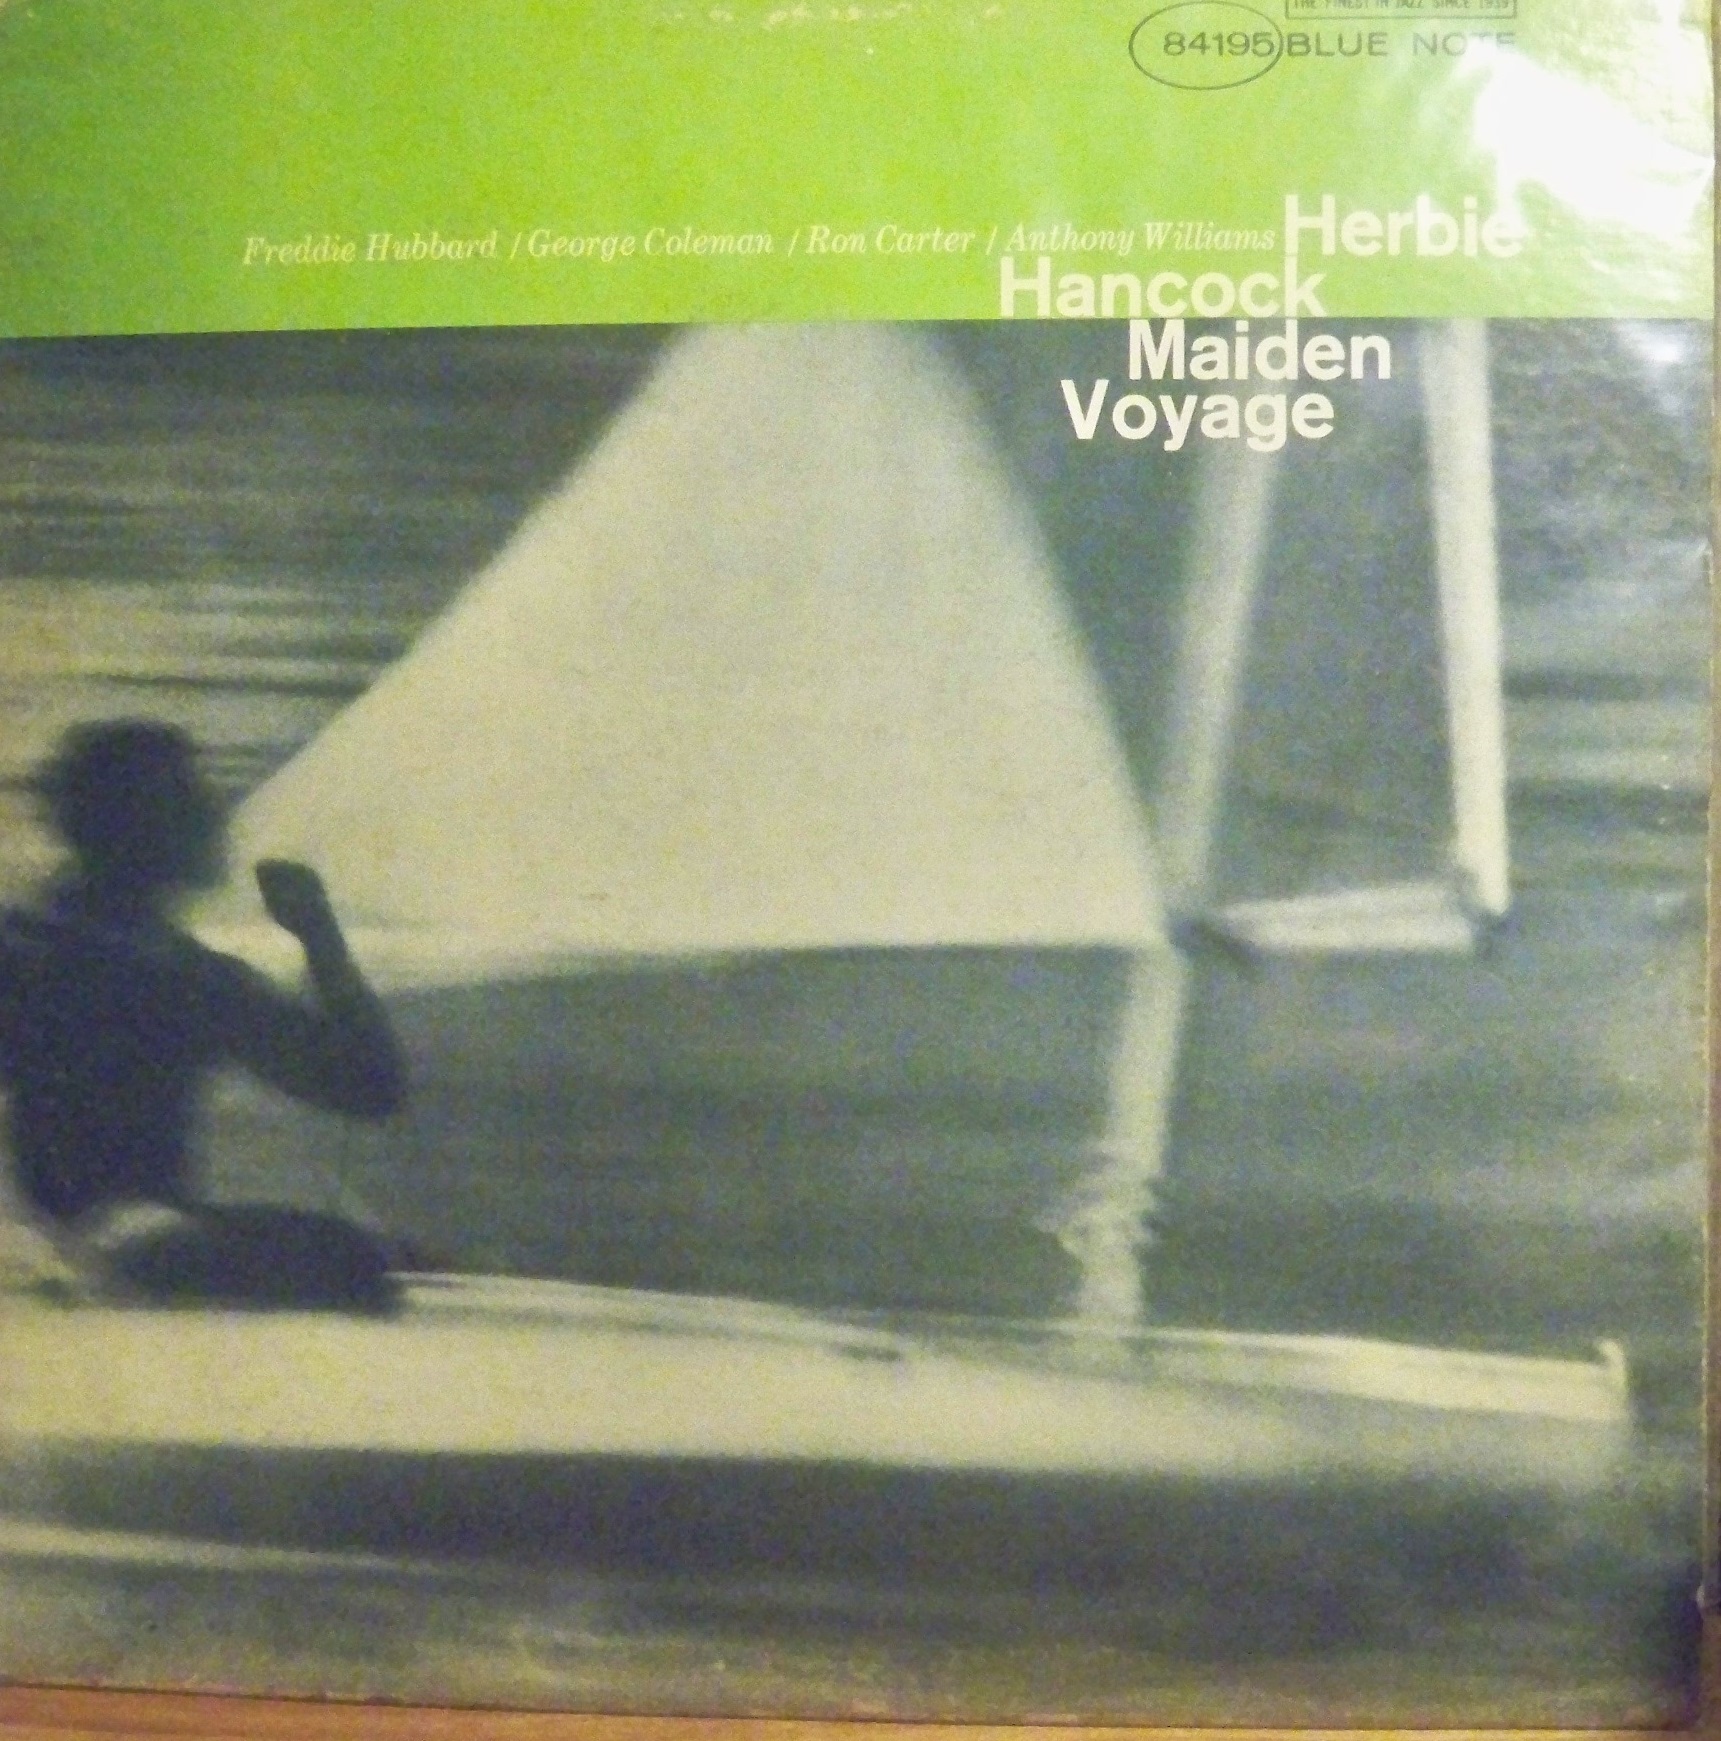 THE FINEST IN JAZZ SINCE 1939
84195 BLUE NOTE
Freddie Hubbard / George Coleman / Ron Carter / Anthony Williams Herbie
Hancock
Maiden
Voyage